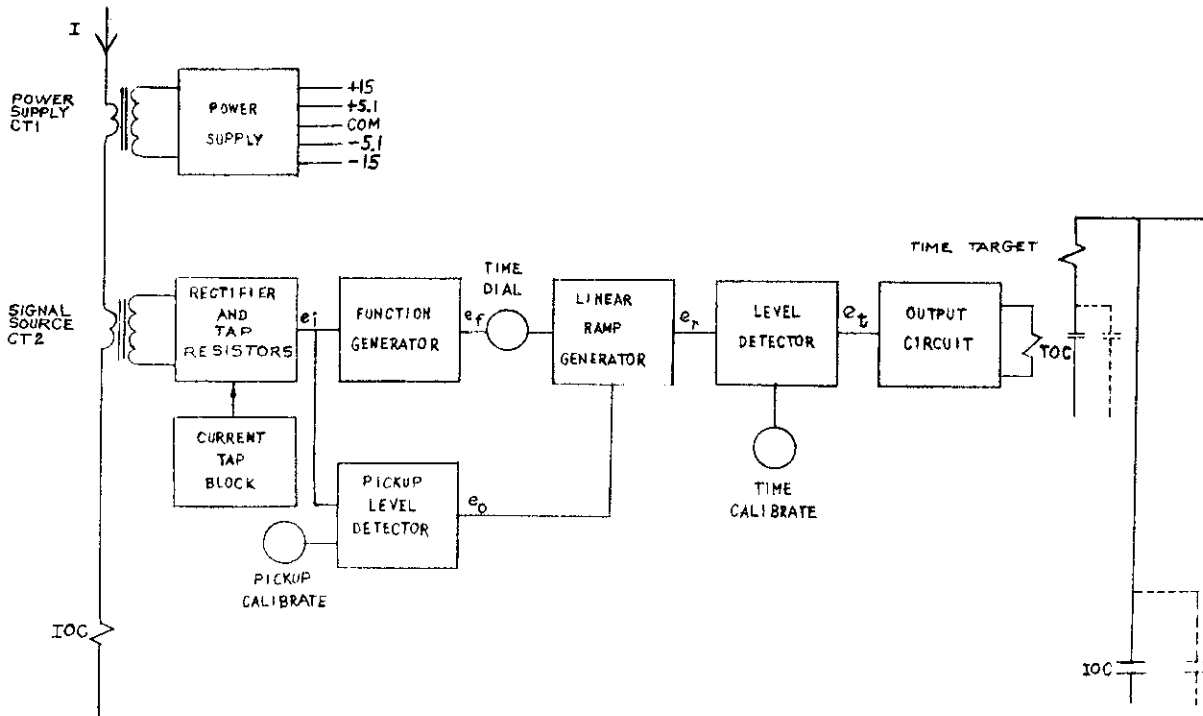 I
POWER
SUPPLY
CT1
POWER
SUPPLY
+15
+5.1
COM
-5.1
-15
SIGNAL
SOURCE
CT2
RECTIFIER
AND
TAP
RESISTORS
ei
FUNCTION
GENERATOR
ef
TIME
DIAL
LINEAR
RAMP
GENERATOR
er
LEVEL
DETECTOR
et
OUTPUT
CIRCUIT
TOC
TIME TARGET
CURRENT
TAP
BLOCK
PICKUP
LEVEL
DETECTOR
eo
PICKUP
CALIBRATE
TIME
CALIBRATE
IOC
IOC